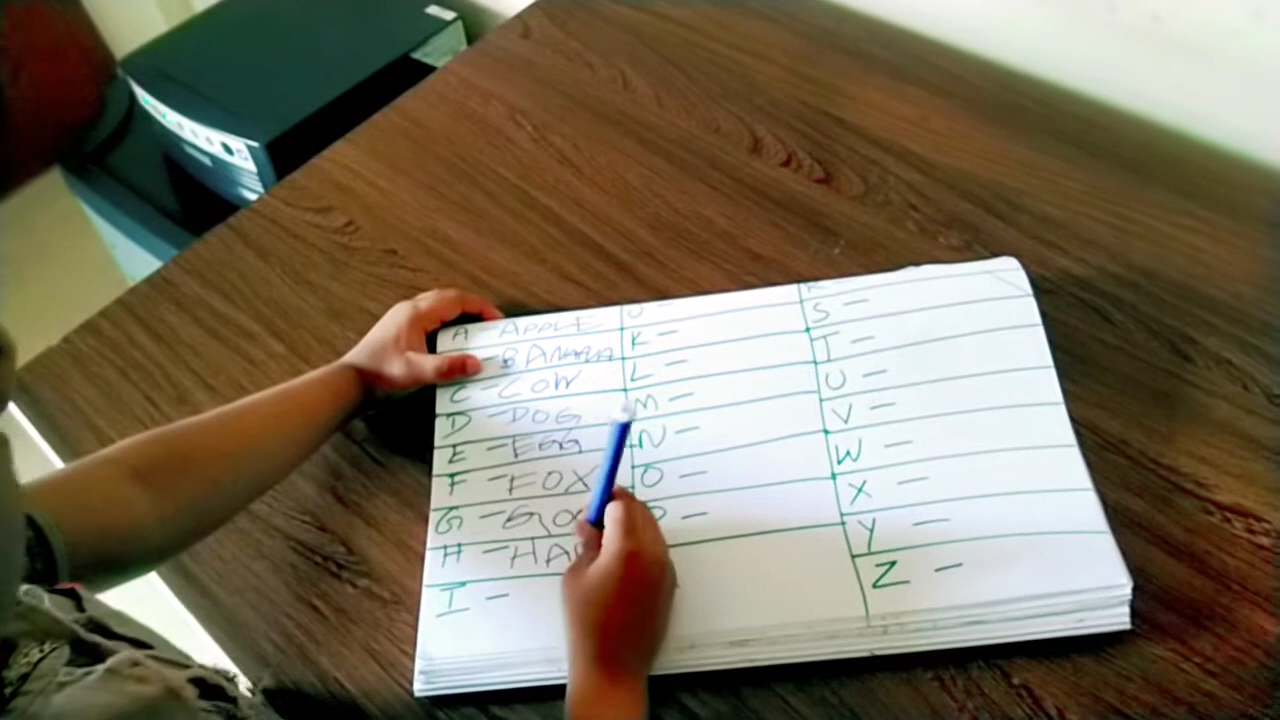 A - APPLE
- BANANA
C - COW
D - DOG
E - EGG
F - FOX
G -
H -
I -
J
K -
L -
M -
N -
O -
P -
R
S -
T -
U -
V -
W -
X -
Y -
Z -